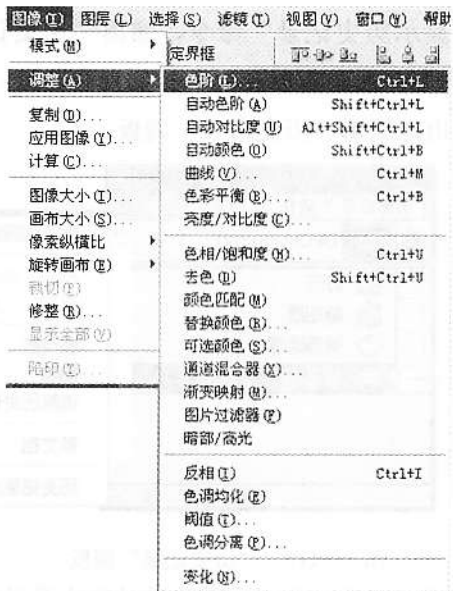 图像(I) 图层(L) 选择(S) 滤镜(T) 视图(V) 窗口(W) 帮助
模式(M)
定界框
调整(A)
复制(D)...
应用图像(Y)...
计算(C)...
图像大小(I)...
画布大小(S)...
像素纵横比
旋转画布(E)
裁切(P)
修整(R)...
显示全部(V)
陷印(T)...
色阶(L)... Ctrl+L
自动色阶(A) Shift+Ctrl+L
自动对比度(U) Alt+Shift+Ctrl+L
自动颜色(O) Shift+Ctrl+B
曲线(V)... Ctrl+M
色彩平衡(B)... Ctrl+B
亮度/对比度(C)...
色相/饱和度(H)... Ctrl+U
去色(D) Shift+Ctrl+U
颜色匹配(M)
替换颜色(R)...
可选颜色(S)...
通道混合器(X)...
渐变映射(G)...
图片过滤器(F)
暗部/高光
反相(I) Ctrl+I
色调均化(E)
阈值(T)...
色调分离(P)...
变化(N)...